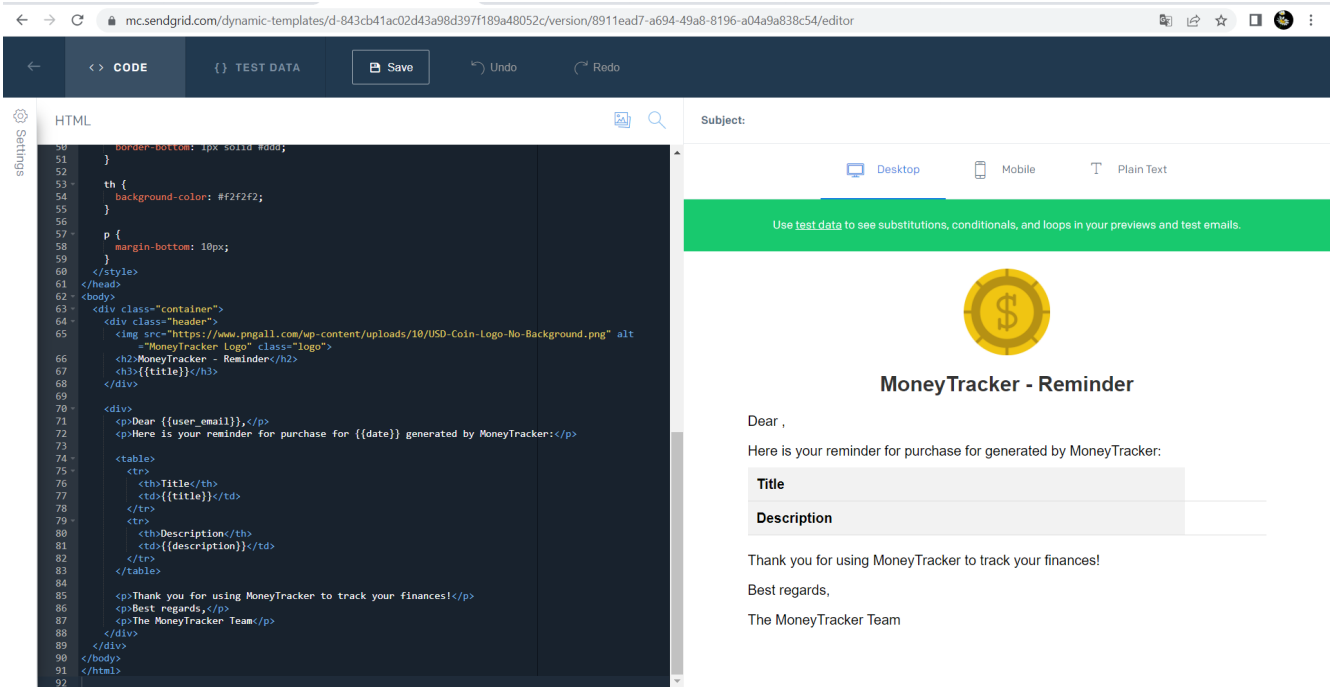 mc.sendgrid.com/dynamic-templates/d-843cb41ac02d43a98d397f189a48052c/version/8911ead7-a694-49a8-8196-a04a9a838c54/editor
<> CODE
{} TEST DATA
Save
Undo
Redo
Settings
HTML
50 border-bottom: 1px solid #ddd;
51 }
52
53 th {
54 background-color: #f2f2f2;
55 }
56
57 p {
58 margin-bottom: 10px;
59 }
60 </style>
61 </head>
62 <body>
63 <div class="container">
64 <div class="header">
65 <img src="https://www.pngall.com/wp-content/uploads/10/USD-Coin-Logo-No-Background.png" alt
="MoneyTracker Logo" class="logo">
66 <h2>MoneyTracker - Reminder</h2>
67 <h3>{{title}}</h3>
68 </div>
69
70 <div>
71 <p>Dear {{user_email}},</p>
72 <p>Here is your reminder for purchase for {{date}} generated by MoneyTracker:</p>
73
74 <table>
75 <tr>
76 <th>Title</th>
77 <td>{{title}}</td>
78 </tr>
79 <tr>
80 <th>Description</th>
81 <td>{{description}}</td>
82 </tr>
83 </table>
84
85 <p>Thank you for using MoneyTracker to track your finances!</p>
86 <p>Best regards,</p>
87 <p>The MoneyTracker Team</p>
88 </div>
89 </div>
90 </body>
91 </html>
92
Subject:
Desktop
Mobile
Plain Text
Use test data to see substitutions, conditionals, and loops in your previews and test emails.
$
MoneyTracker - Reminder
Dear ,
Here is your reminder for purchase for generated by MoneyTracker:
Title
Description
Thank you for using MoneyTracker to track your finances!
Best regards,
The MoneyTracker Team